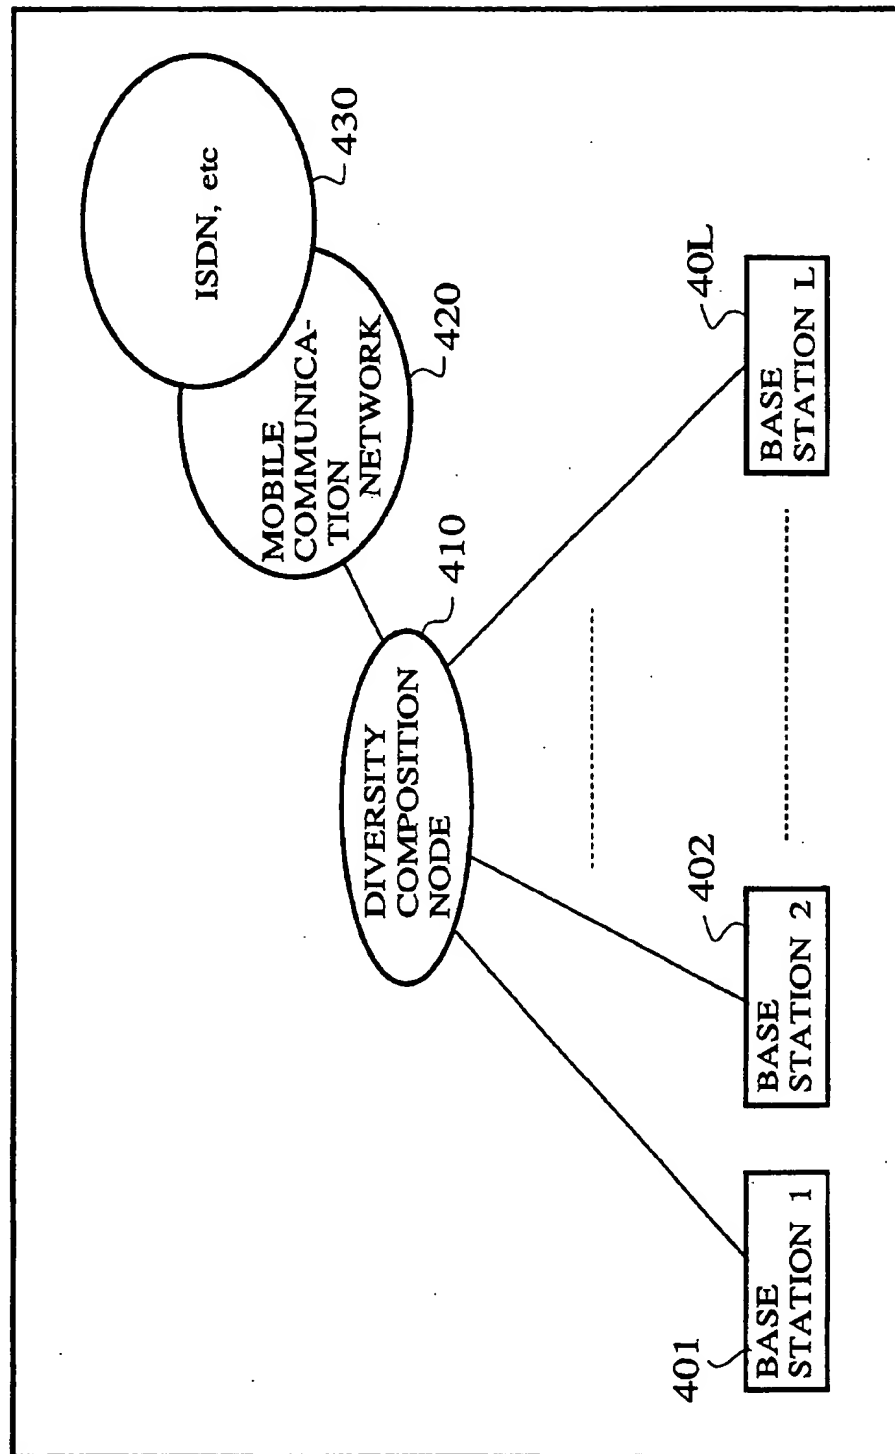 ISDN, etc
430
MOBILE
COMMUNICA-
TION
NETWORK
420
DIVERSITY
COMPOSITION
NODE
410
401
BASE
STATION 1
402
BASE
STATION 2
40L
BASE
STATION L